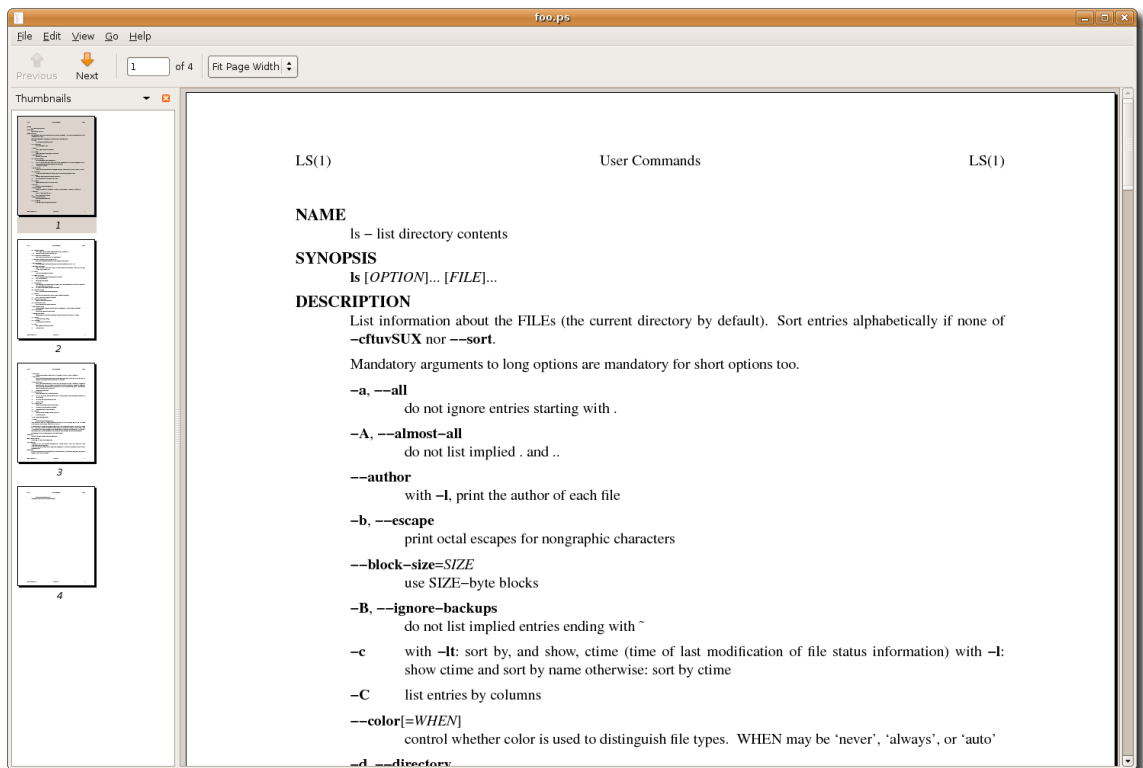 foo.ps
File Edit View Go Help
Previous Next 1 of 4 Fit Page Width
Thumbnails
1
2
3
4
LS(1) User Commands LS(1)
NAME
ls − list directory contents
SYNOPSIS
ls [OPTION]... [FILE]...
DESCRIPTION
List information about the FILEs (the current directory by default). Sort entries alphabetically if none of
−cftuvSUX nor −−sort.
Mandatory arguments to long options are mandatory for short options too.
−a, −−all
do not ignore entries starting with .
−A, −−almost−all
do not list implied . and ..
−−author
with −l, print the author of each file
−b, −−escape
print octal escapes for nongraphic characters
−−block−size=SIZE
use SIZE−byte blocks
−B, −−ignore−backups
do not list implied entries ending with ~
−c with −lt: sort by, and show, ctime (time of last modification of file status information) with −l:
show ctime and sort by name otherwise: sort by ctime
−C list entries by columns
−−color[=WHEN]
control whether color is used to distinguish file types. WHEN may be ‘never’, ‘always’, or ‘auto’
−d, −−directory